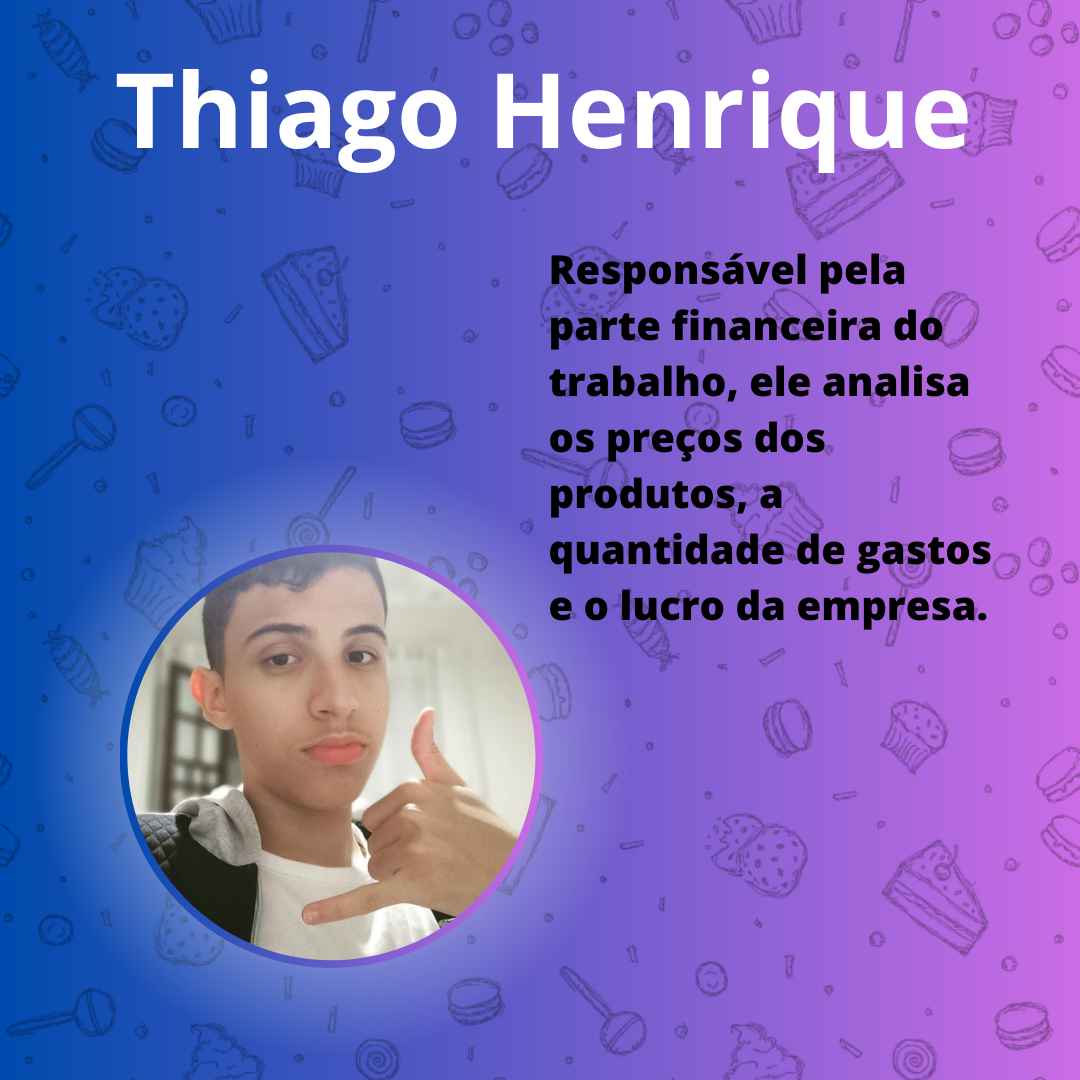 Thiago Henrique
Responsável pela
parte financeira do
trabalho, ele analisa
os preços dos
produtos, a
quantidade de gastos
e o lucro da empresa.